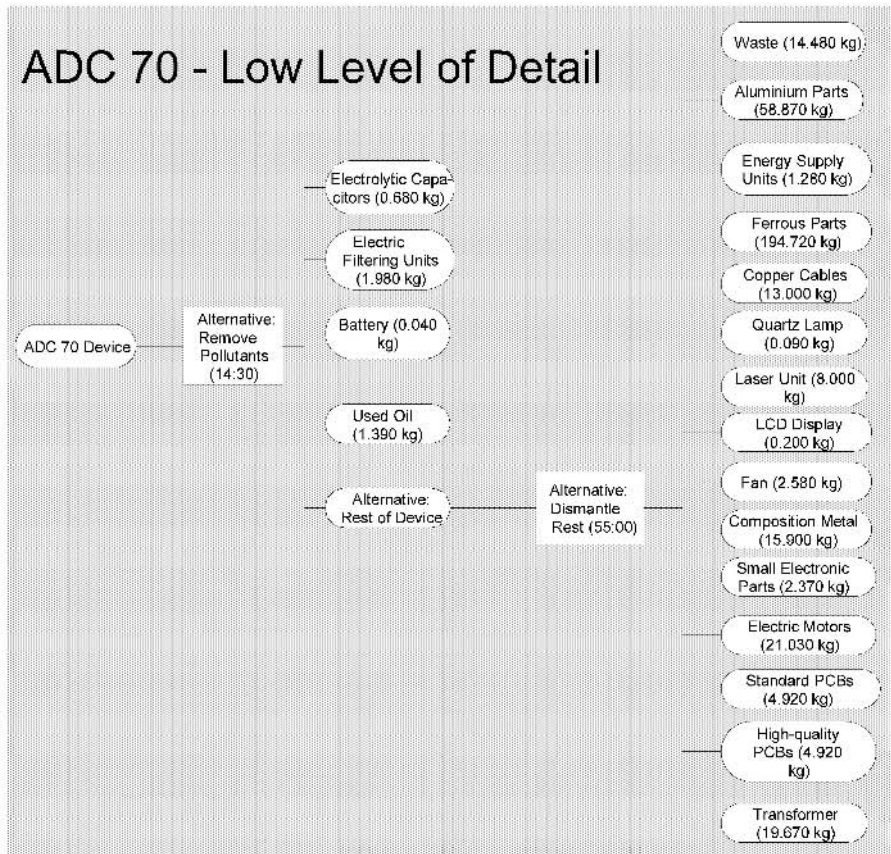 ADC 70 - Low Level of Detail
ADC 70 Device
Alternative:
Remove
Pollutants
(14:30)
Electrolytic Capa-
citors (0.680 kg)
Electric
Filtering Units
(1.980 kg)
Battery (0.040
kg)
Used Oil
(1.390 kg)
Alternative:
Rest of Device
Alternative:
Dismantle
Rest (55:00)
Waste (14.480 kg)
Aluminium Parts
(58.870 kg)
Energy Supply
Units (1.260 kg)
Ferrous Parts
(194.720 kg)
Copper Cables
(13.000 kg)
Quartz Lamp
(0.090 kg)
Laser Unit (8.000
kg)
LCD Display
(0.200 kg)
Fan (2.580 kg)
Composition Metal
(15.900 kg)
Small Electronic
Parts (2.370 kg)
Electric Motors
(21.030 kg)
Standard PCBs
(4.920 kg)
High-quality
PCBs (4.920
kg)
Transformer
(19.670 kg)